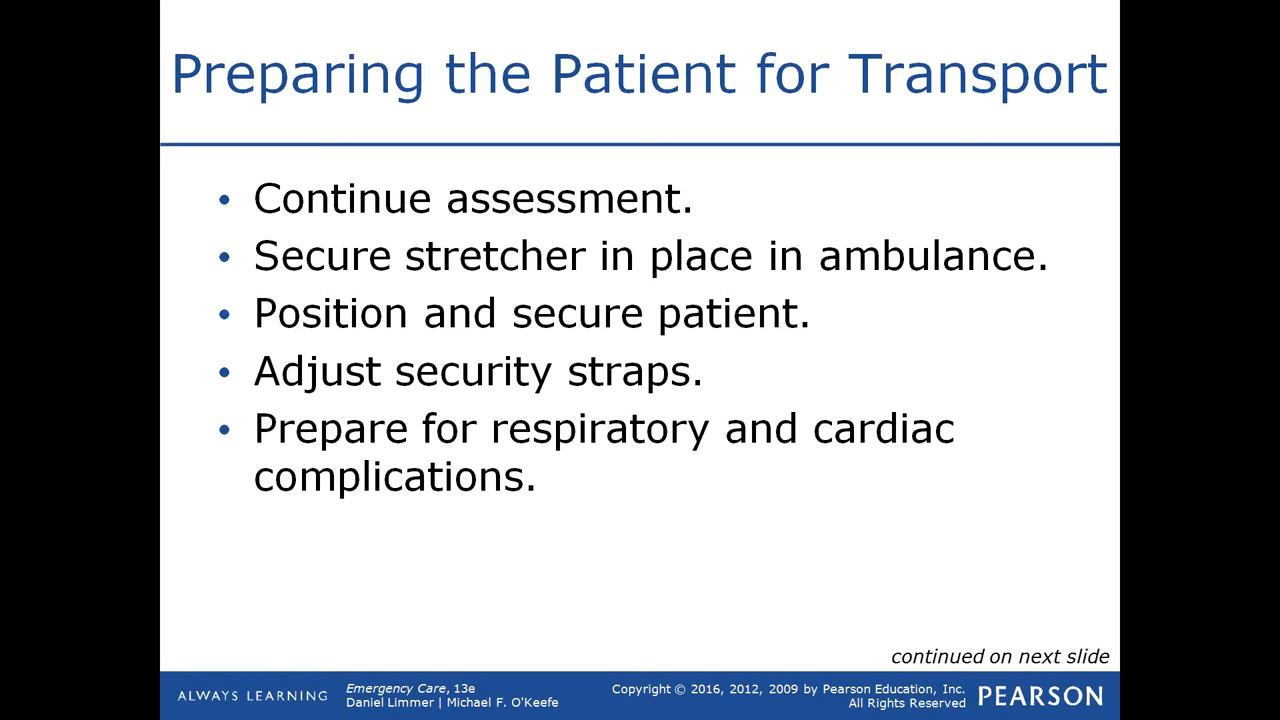 Preparing the Patient for Transport
• Continue assessment.
• Secure stretcher in place in ambulance.
• Position and secure patient.
• Adjust security straps.
• Prepare for respiratory and cardiac
complications.
continued on next slide
ALWAYS LEARNING
Emergency Care, 13e
Daniel Limmer | Michael F. O'Keefe
Copyright © 2016, 2012, 2009 by Pearson Education, Inc.
All Rights Reserved
PEARSON